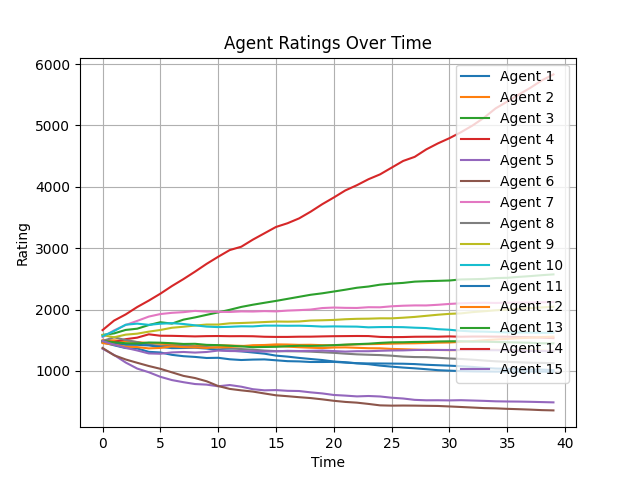 Agent Ratings Over Time
Rating
6000
5000
4000
3000
2000
1000
Agent 1
Agent 2
Agent 3
Agent 4
Agent 5
Agent 6
Agent 7
Agent 8
Agent 9
Agent 10
Agent 11
Agent 12
Agent 13
Agent 14
Agent 15
0 5 10 15 20 25 30 35 40
Time